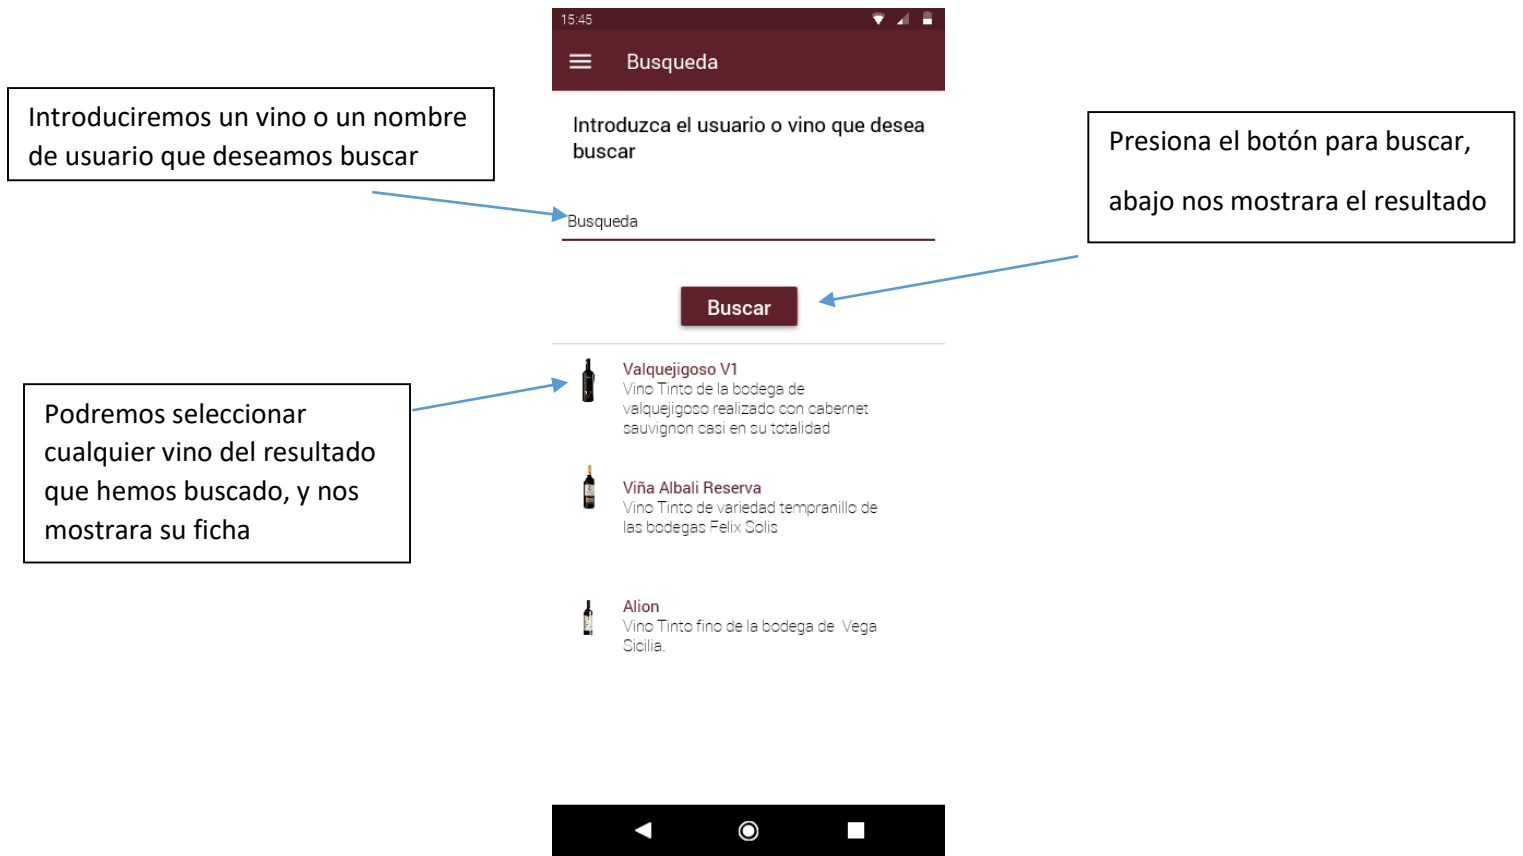 15:45
Busqueda
Introduciremos un vino o un nombre
de usuario que deseamos buscar
Introduzca el usuario o vino que desea
buscar
Presiona el botón para buscar,
abajo nos mostrara el resultado
Busqueda
Buscar
Podremos seleccionar
cualquier vino del resultado
que hemos buscado, y nos
mostrara su ficha
Valquejigoso V1
Vino Tinto de la bodega de
valquejigoso realizado con cabernet
sauvignon casi en su totalidad
Viña Albali Reserva
Vino Tinto de variedad tempranillo de
las bodegas Felix Solis
Alion
Vino Tinto fino de la bodega de  Vega
Sicilia.